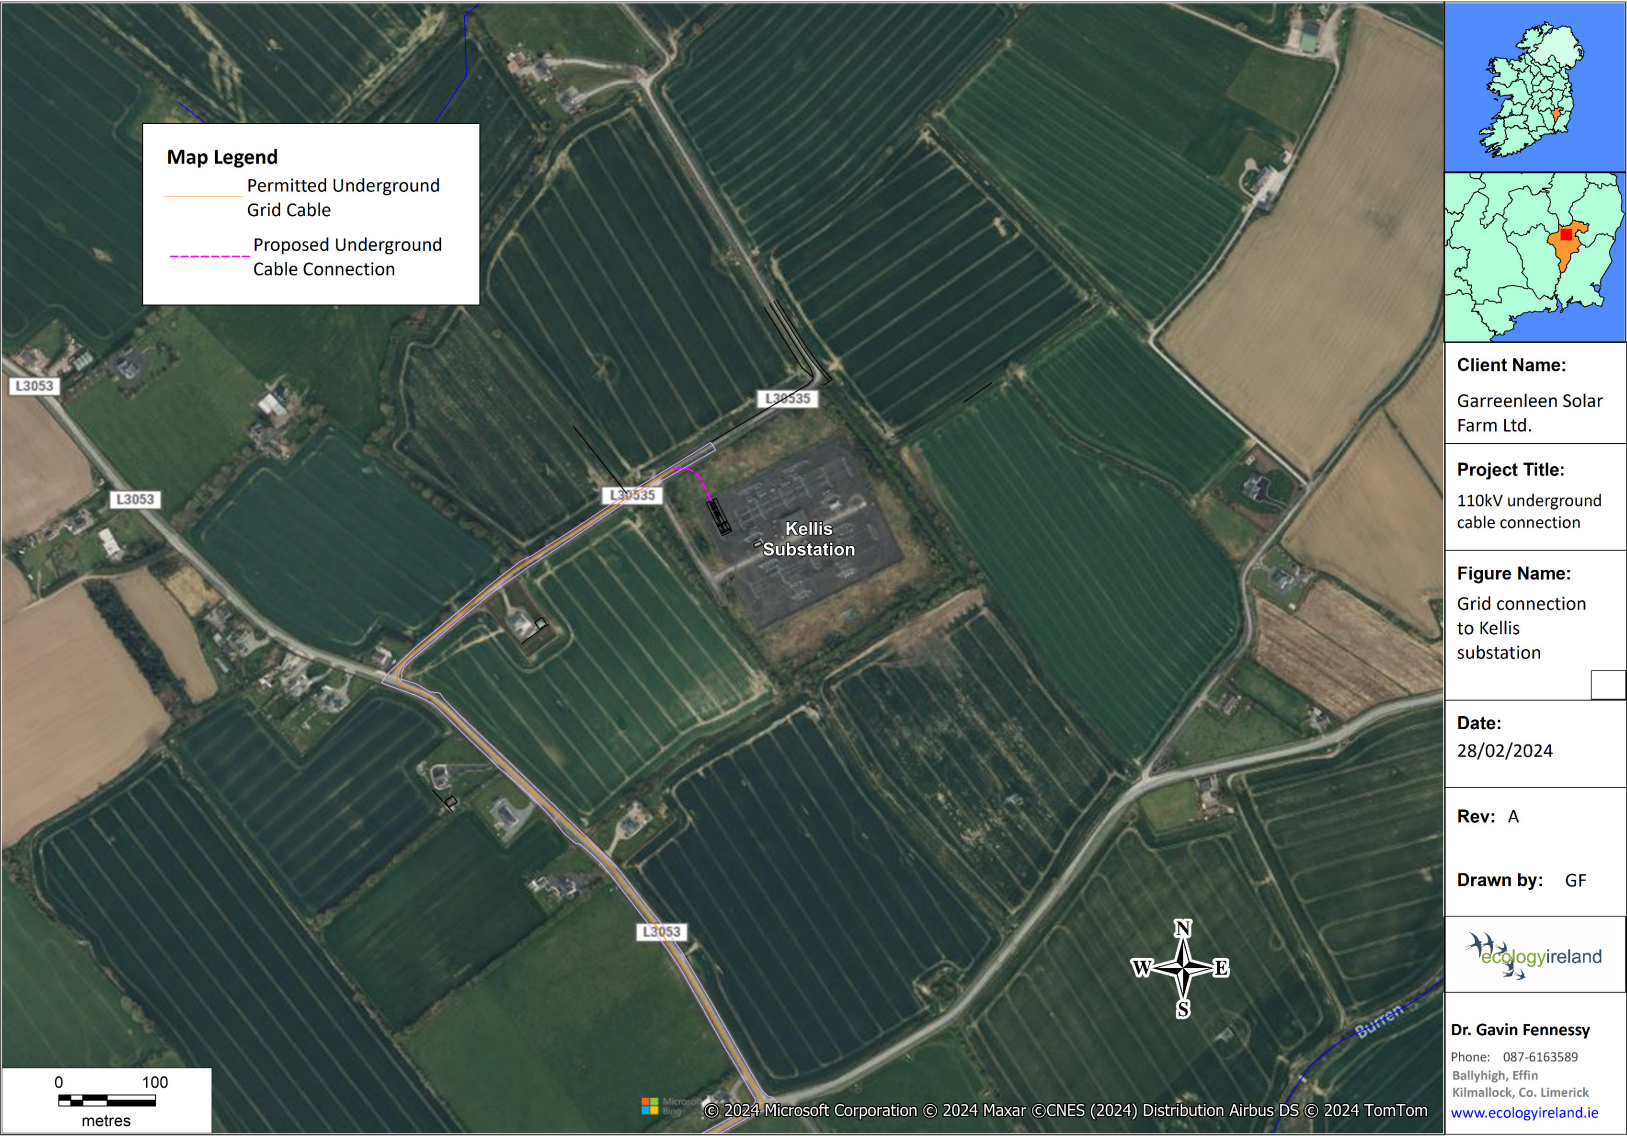 Map Legend
Permitted Underground
Grid Cable
Proposed Underground
Cable Connection
L3053
L3053
L30535
L30535
Kellis
Substation
L3053
N
W
E
S
Burren
0
100
metres
Microsoft
Bing
© 2024 Microsoft Corporation © 2024 Maxar ©CNES (2024) Distribution Airbus DS © 2024 TomTom
Client Name:
Garreenleen Solar
Farm Ltd.
Project Title:
110kV underground
cable connection
Figure Name:
Grid connection
to Kellis
substation
Date:
28/02/2024
Rev: A
Drawn by: GF
ecologyireland
Dr. Gavin Fennessy
Phone: 087-6163589
Ballyhigh, Effin
Kilmallock, Co. Limerick
www.ecologyireland.ie